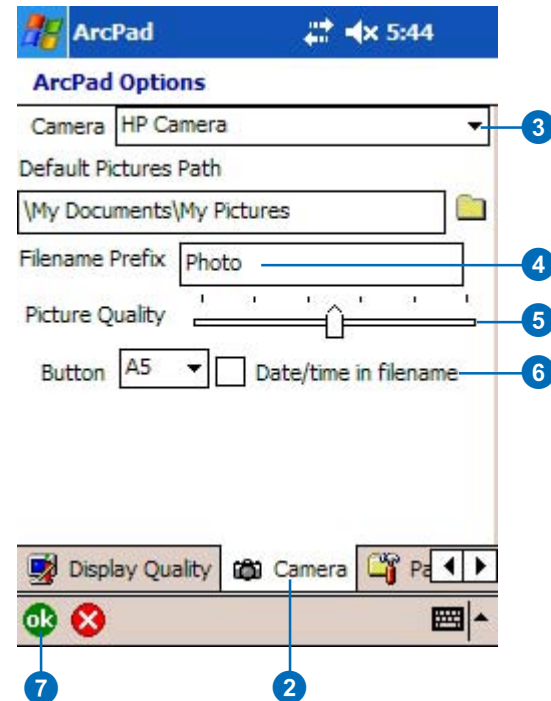 ArcPad 5:44
ArcPad Options
Camera HP Camera 3
Default Pictures Path
\My Documents\My Pictures
Filename Prefix Photo 4
Picture Quality 5
Button A5 Date/time in filename 6
Display Quality Camera Pa
ok
7 2